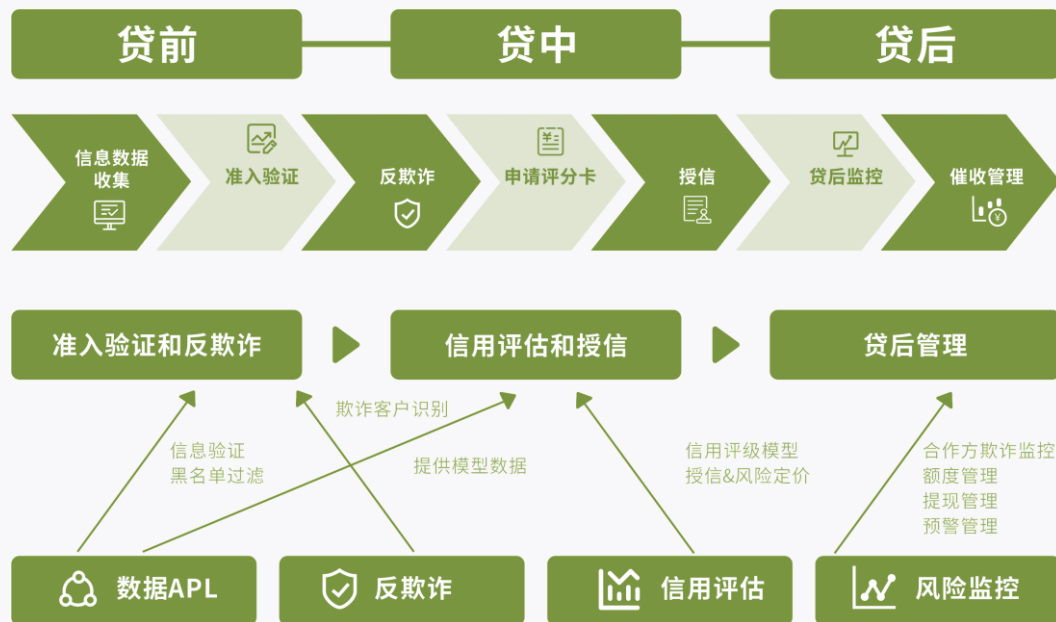 贷前
贷中
贷后
信息数据
收集
准入验证
反欺诈
申请评分卡
授信
贷后监控
催收管理
准入验证和反欺诈
信用评估和授信
贷后管理
欺诈客户识别
信息验证
黑名单过滤
提供模型数据
信用评级模型
授信&风险定价
合作方欺诈监控
额度管理
提现管理
预警管理
数据APL
反欺诈
信用评估
风险监控